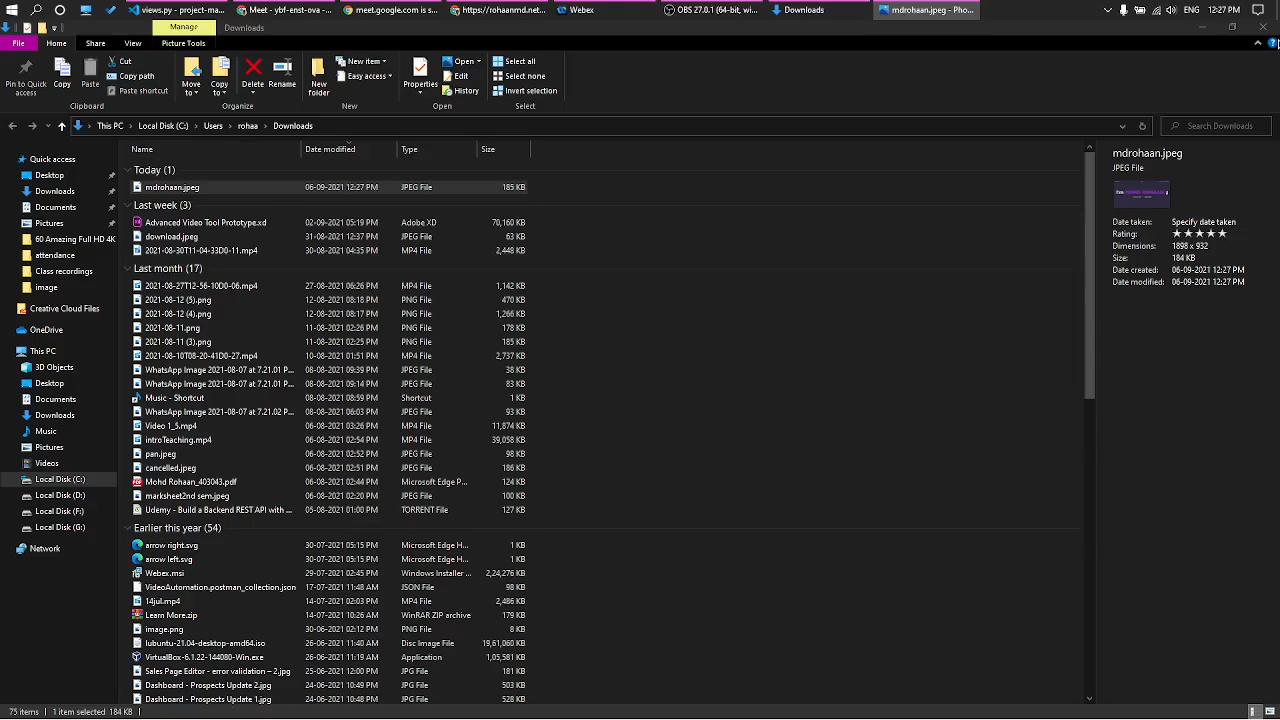 views.py - project-ma...
Meet - ybf-enst-ova ...
meet.google.com is s...
https://rohaanmd.net...
Webex
OBS 27.0.1 (64-bit, wi...
Downloads
mdrohaan.jpeg - Pho...
ENG
12:27 PM
Manage
Downloads
File
Home
Share
View
Picture Tools
Pin to Quick access
Copy
Paste
Cut
Copy path
Paste shortcut
Clipboard
Move to
Copy to
Delete
Rename
Organize
New folder
New item
Easy access
New
Properties
Open
Edit
History
Open
Select all
Select none
Invert selection
Select
This PC > Local Disk (C:) > Users > rohaa > Downloads
Search Downloads
Quick access
Desktop
Downloads
Documents
Pictures
60 Amazing Full HD 4K
attendance
Class recordings
image
Creative Cloud Files
OneDrive
This PC
3D Objects
Desktop
Documents
Downloads
Music
Pictures
Videos
Local Disk (C:)
Local Disk (D:)
Local Disk (F:)
Local Disk (G:)
Network
Name Date modified Type Size
Today (1)
mdrohaan.jpeg 06-09-2021 12:27 PM JPEG File 185 KB
Last week (3)
Advanced Video Tool Prototype.xd 02-09-2021 05:19 PM Adobe XD 70,160 KB
download.jpeg 31-08-2021 12:37 PM JPEG File 63 KB
2021-08-30T11-04-33D0-11.mp4 30-08-2021 04:35 PM MP4 File 2,448 KB
Last month (17)
2021-08-27T12-56-10D0-06.mp4 27-08-2021 06:26 PM MP4 File 1,142 KB
2021-08-12 (5).png 12-08-2021 08:18 PM PNG File 470 KB
2021-08-12 (4).png 12-08-2021 08:17 PM PNG File 1,266 KB
2021-08-11.png 11-08-2021 02:26 PM PNG File 178 KB
2021-08-11 (3).png 11-08-2021 02:25 PM PNG File 185 KB
2021-08-10T08-20-41D0-27.mp4 10-08-2021 01:51 PM MP4 File 2,737 KB
WhatsApp Image 2021-08-07 at 7.21.01 P... 08-08-2021 09:39 PM JPEG File 38 KB
WhatsApp Image 2021-08-07 at 7.21.01 P... 08-08-2021 09:14 PM JPEG File 83 KB
Music - Shortcut 08-08-2021 08:59 PM Shortcut 1 KB
WhatsApp Image 2021-08-07 at 7.21.02 P... 08-08-2021 06:03 PM JPEG File 93 KB
Video 1_5.mp4 06-08-2021 03:26 PM MP4 File 11,874 KB
introTeaching.mp4 06-08-2021 02:54 PM MP4 File 39,058 KB
pan.jpeg 06-08-2021 02:52 PM JPEG File 98 KB
cancelled.jpeg 06-08-2021 02:51 PM JPEG File 186 KB
Mohd Rohaan_403043.pdf 06-08-2021 02:44 PM Microsoft Edge P... 124 KB
marksheet2nd sem.jpeg 06-08-2021 02:20 PM JPEG File 100 KB
Udemy - Build a Backend REST API with ... 05-08-2021 01:00 PM TORRENT File 127 KB
Earlier this year (54)
arrow right.svg 30-07-2021 05:15 PM Microsoft Edge H... 1 KB
arrow left.svg 30-07-2021 05:15 PM Microsoft Edge H... 1 KB
Webex.msi 29-07-2021 02:45 PM Windows Installer ... 2,24,276 KB
VideoAutomation.postman_collection.json 17-07-2021 11:48 AM JSON File 98 KB
14jul.mp4 14-07-2021 02:03 PM MP4 File 2,486 KB
Learn More.zip 14-07-2021 10:26 AM WinRAR ZIP archive 179 KB
image.png 30-06-2021 02:12 PM PNG File 8 KB
lubuntu-21.04-desktop-amd64.iso 26-06-2021 11:40 AM Disc Image File 19,61,060 KB
VirtualBox-6.1.22-144080-Win.exe 26-06-2021 11:19 AM Application 1,05,581 KB
Sales Page Editor - error validation – 2.jpg 25-06-2021 12:00 PM JPG File 181 KB
Dashboard - Prospects Update 2.jpg 24-06-2021 10:49 PM JPG File 503 KB
Dashboard - Prospects Update 1.jpg 24-06-2021 10:48 PM JPG File 528 KB
mdrohaan.jpeg
JPEG File
Date taken: Specify date taken
Rating:
Dimensions: 1898 x 932
Size: 184 KB
Date created: 06-09-2021 12:27 PM
Date modified: 06-09-2021 12:27 PM
75 items
1 item selected 184 KB